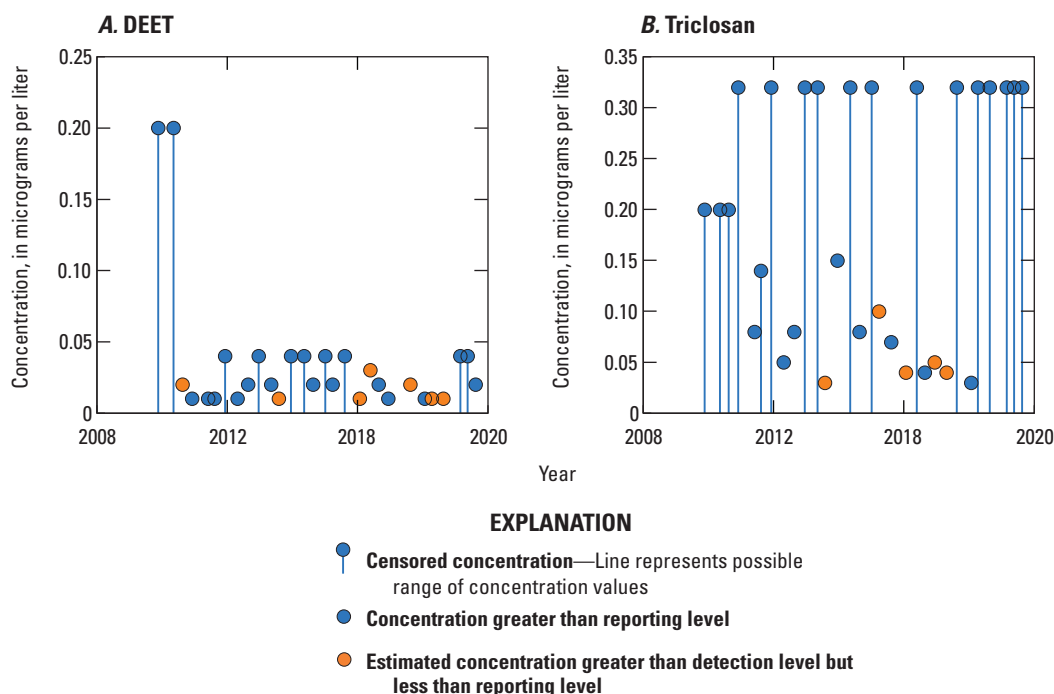 A. DEET
Concentration, in micrograms per liter
0.25
0.20
0.15
0.10
0.05
0
2008
2012
2018
2020
B. Triclosan
Concentration, in micrograms per liter
0.35
0.30
0.25
0.20
0.15
0.10
0.05
0
2008
2012
2018
2020
Year
EXPLANATION
Censored concentration—Line represents possible
range of concentration values
Concentration greater than reporting level
Estimated concentration greater than detection level but
less than reporting level